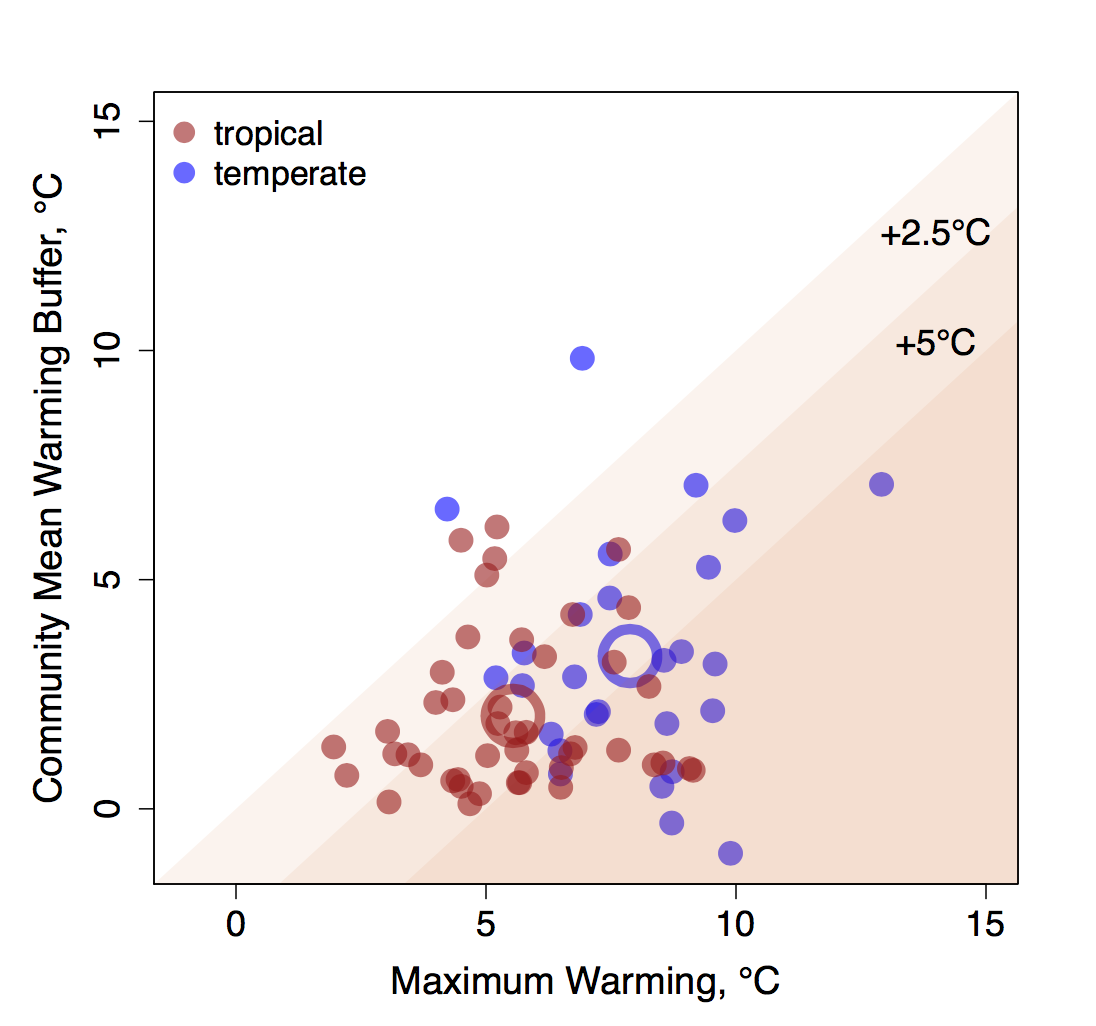 tropical
temperate
+2.5°C
+5°C
15
10
5
0
Community Mean Warming Buffer, °C
0
5
10
15
Maximum Warming, °C